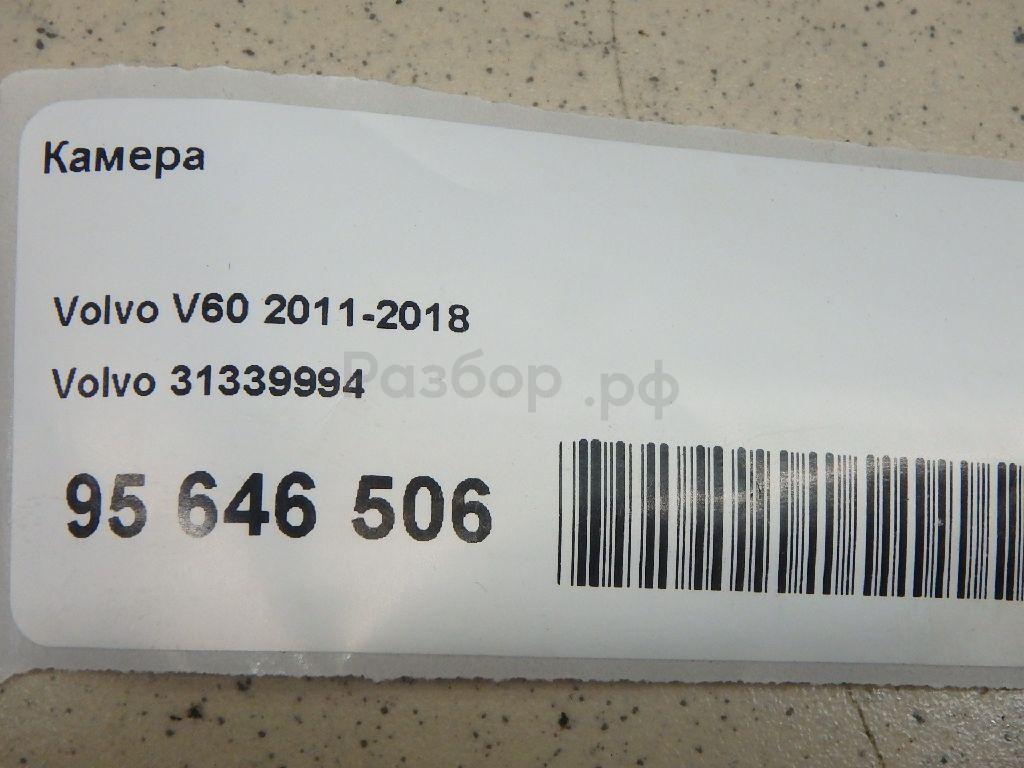 Камера
Volvo V60 2011-2018
Volvo 31339994
Разбор.рф
95 646 506